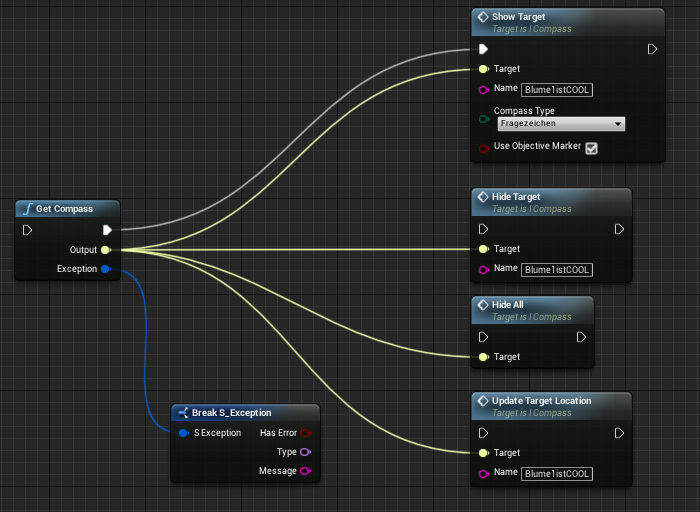 Show Target
Target is I Compass
Target
Name Blume1istCOOL
Compass Type
Fragezeichen
Use Objective Marker
Get Compass
Output
Exception
Hide Target
Target is I Compass
Target
Name Blume1istCOOL
Hide All
Target is I Compass
Target
Break S_Exception
S Exception Has Error
Type
Message
Update Target Location
Target is I Compass
Target
Name Blume1istCOOL